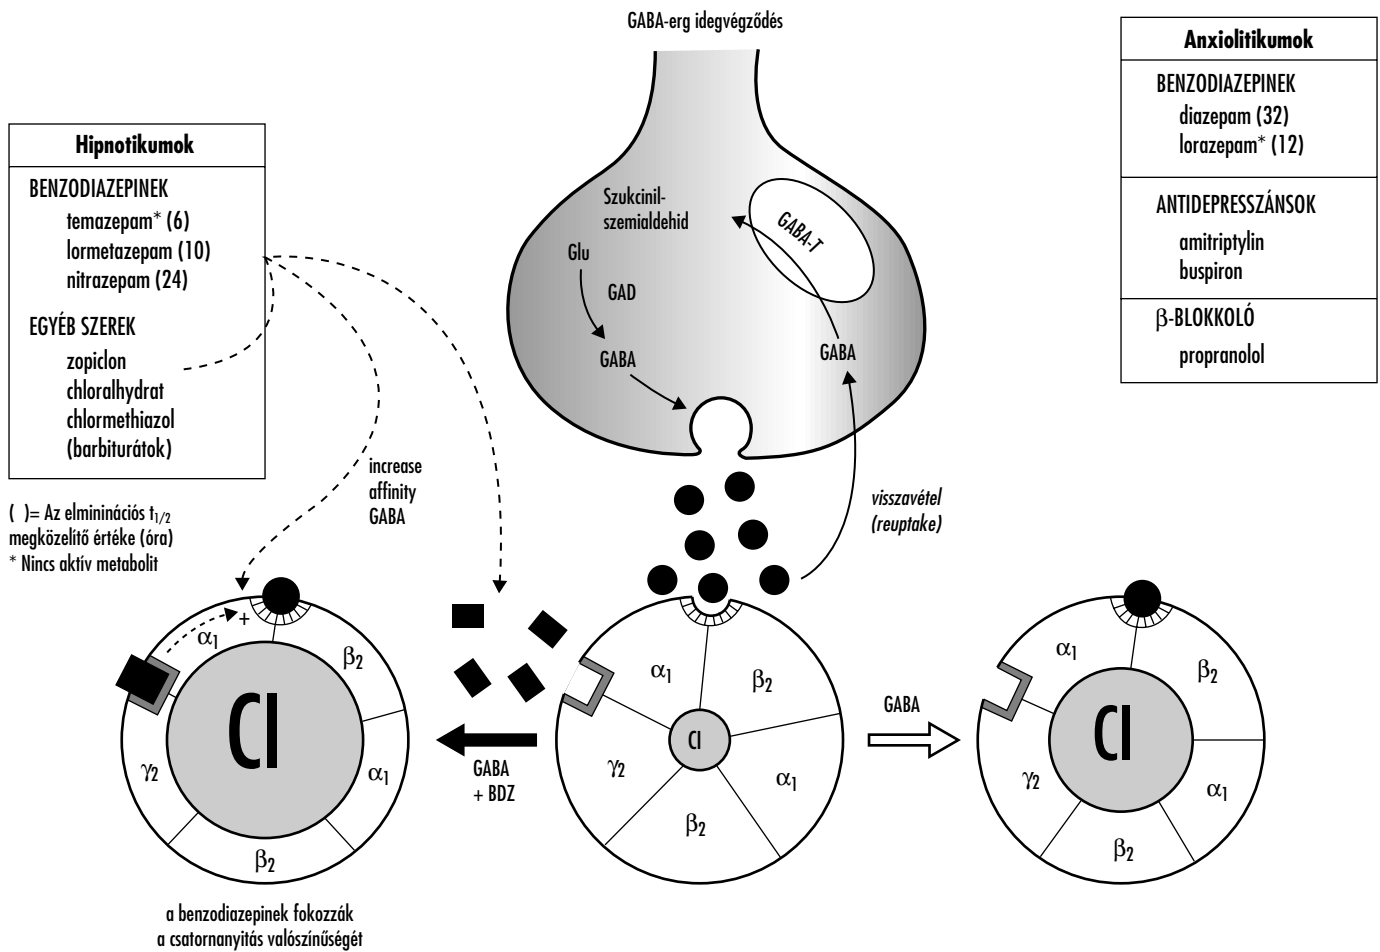 GABA-erg idegvégződés
Hipnotikumok
BENZODIAZEPINEK
temazepam* (6)
lormetazepam (10)
nitrazepam (24)
EGYÉB SZEREK
zopiclon
chloralhydrat
chlormethiazol
(barbiturátok)
( )= Az elmininációs t1/2
megközelítő értéke (óra)
* Nincs aktív metabolit
Anxiolitikumok
BENZODIAZEPINEK
diazepam (32)
lorazepam* (12)
ANTIDEPRESSZÁNSOK
amitriptylin
buspiron
β-BLOKKOLÓ
propranolol
Szukcinil-
szemialdehid
GABA-T
Glu
GAD
GABA
GABA
increase
affinity
GABA
visszavétel
(reuptake)
+
α1
β2
Cl
γ2
α1
β2
GABA
+ BDZ
α1
β2
Cl
γ2
α1
β2
GABA
α1
β2
Cl
γ2
α1
β2
a benzodiazepinek fokozzák
a csatornanyitás valószínűségét